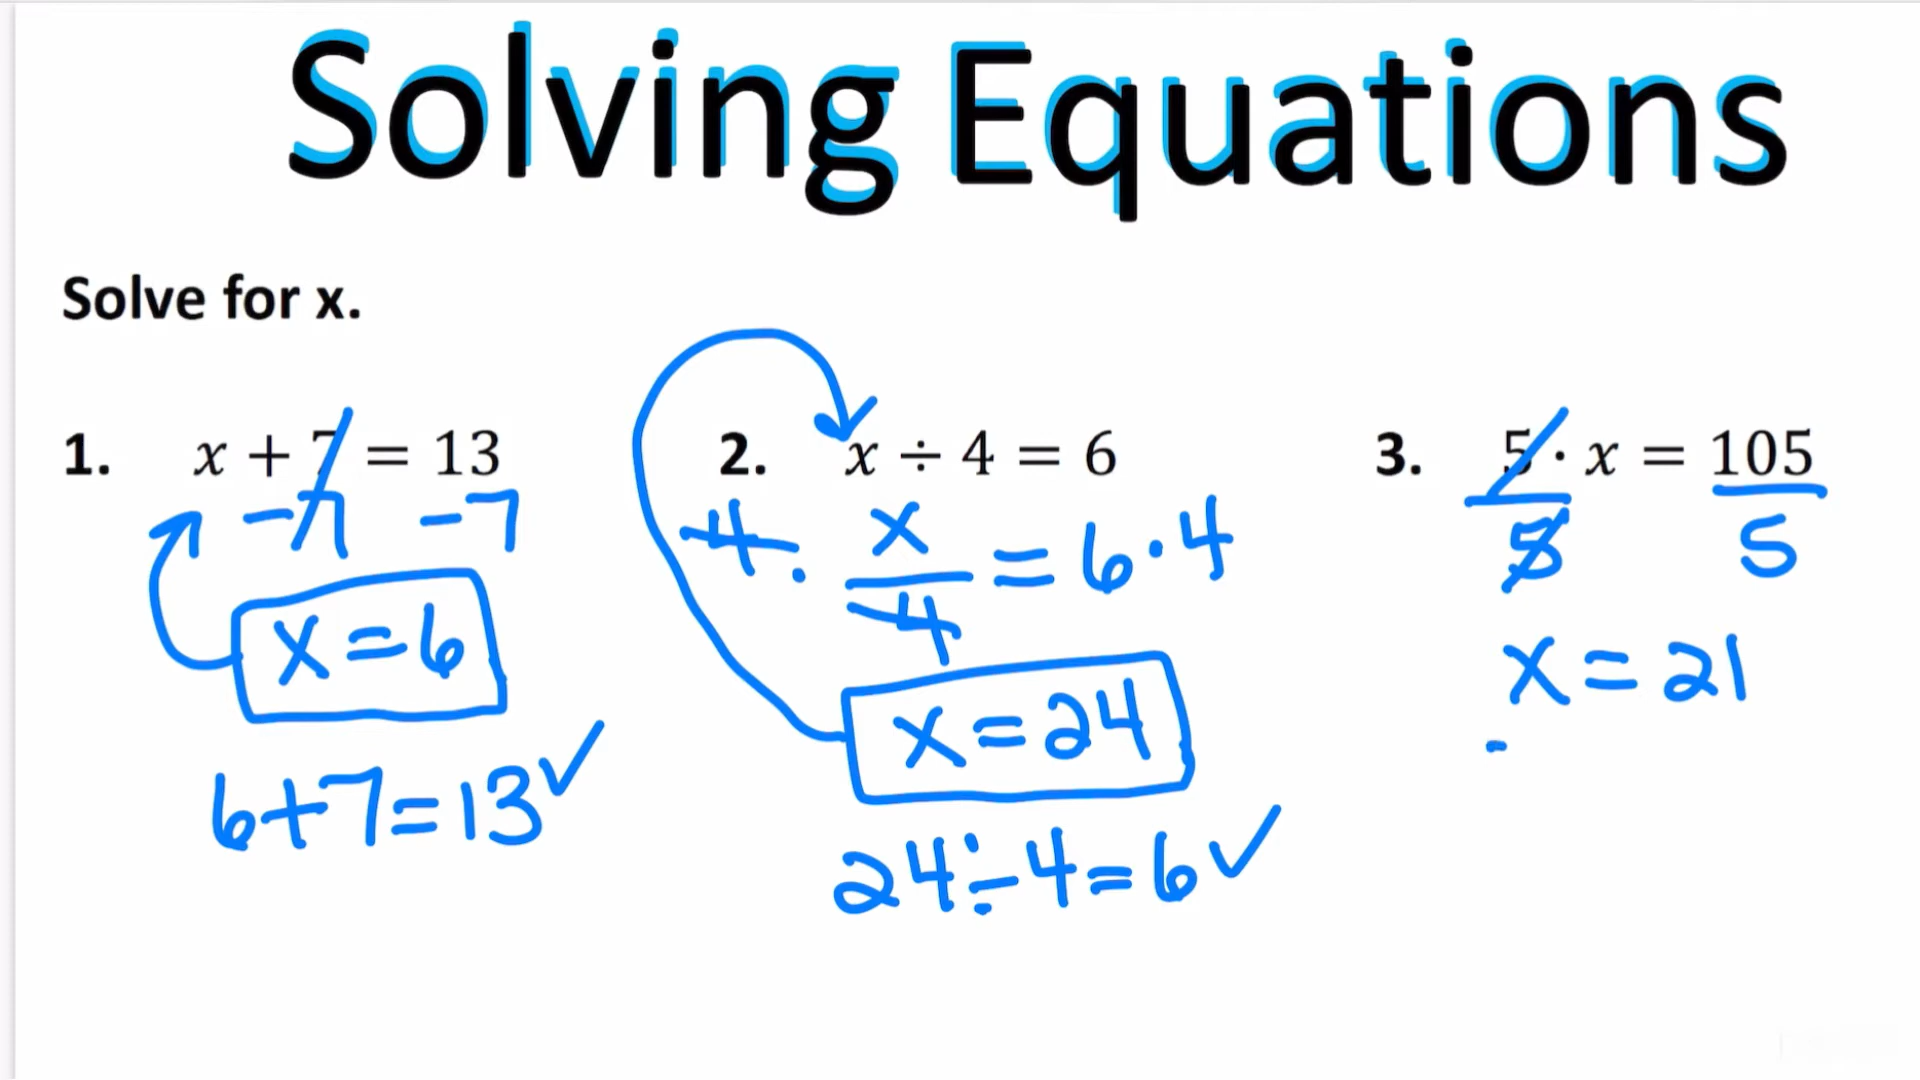 Solving Equations
Solve for x.
1. x + 7 = 13
-7 -7
x=6
6+7=13✓
2. x ÷ 4 = 6
4· x/4 = 6·4
x=24
24÷4=6✓
3. 5 · x = 105
5 5
x=21